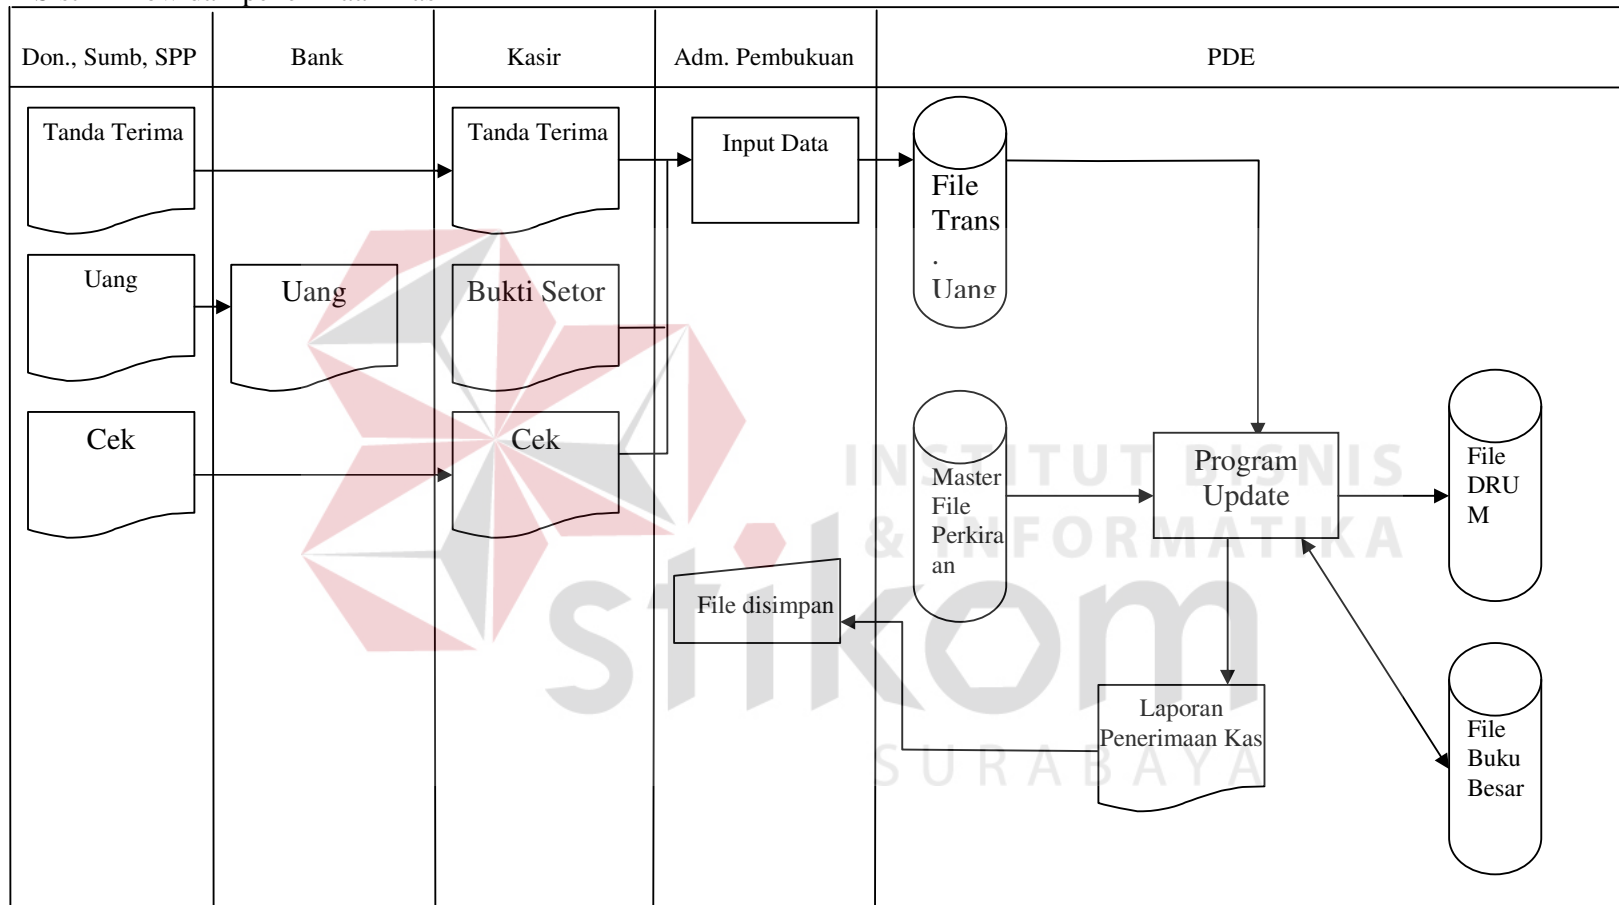 Don., Sumb, SPP
Bank
Kasir
Adm. Pembukuan
PDE
Tanda Terima
Tanda Terima
Input Data
File
Trans
.
Uang
Uang
Uang
Bukti Setor
Cek
Cek
Master
File
Perkira
an
Program
Update
File
DRU
M
File disimpan
Laporan
Penerimaan Kas
File
Buku
Besar
INSTITUT BISNIS
& INFORMATIKA
stikom
SURABAYA